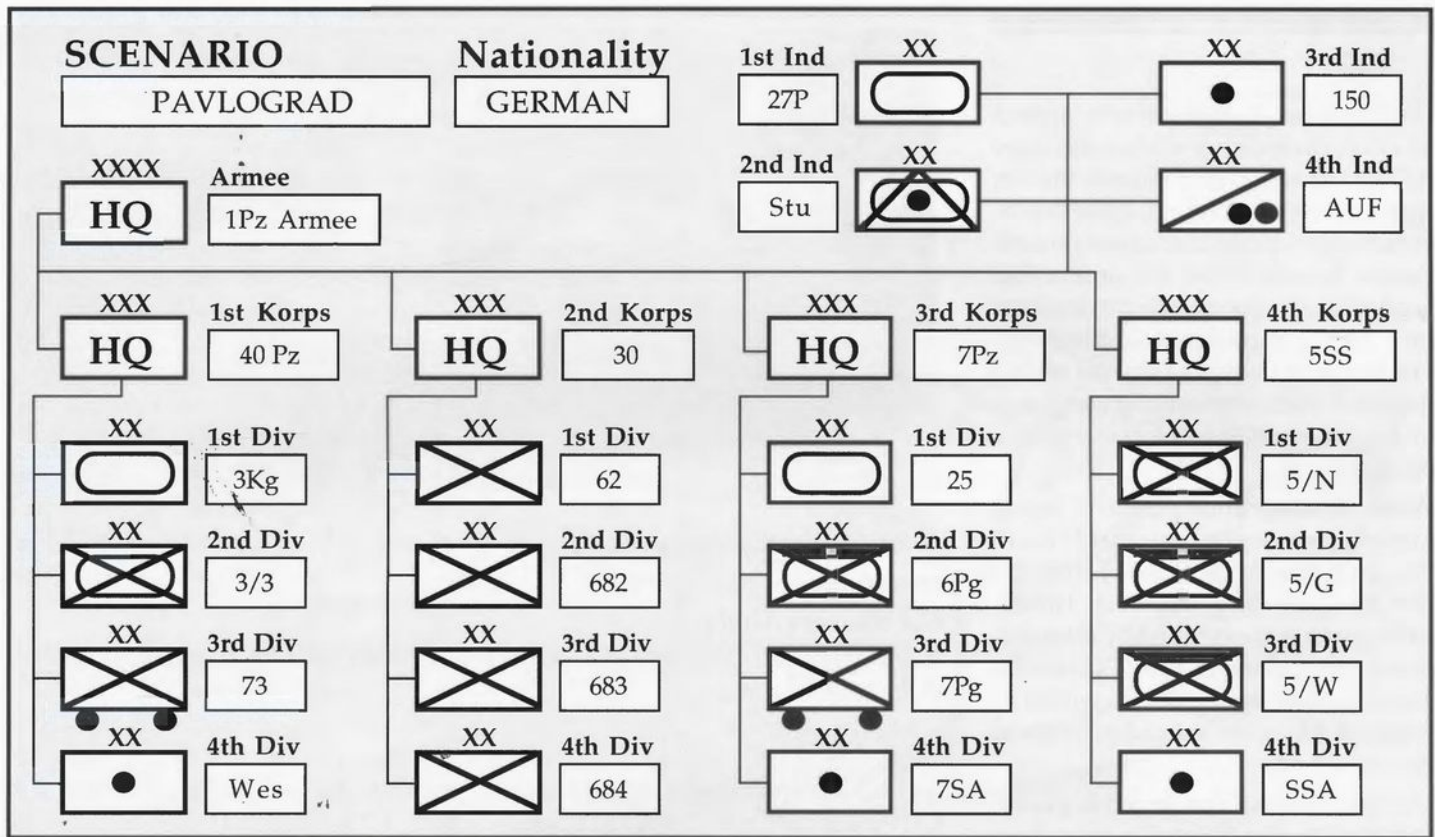 SCENARIO
PAVLOGRAD
Nationality
GERMAN
1st Ind
27P
XX
XX
3rd Ind
150
2nd Ind
Stu
XX
XX
4th Ind
AUF
XXXX
HQ
Armee
1Pz Armee
XXX
HQ
1st Korps
40 Pz
XXX
HQ
2nd Korps
30
XXX
HQ
3rd Korps
7Pz
XXX
HQ
4th Korps
5SS
XX
1st Div
3Kg
XX
1st Div
62
XX
1st Div
25
XX
1st Div
5/N
XX
2nd Div
3/3
XX
2nd Div
682
XX
2nd Div
6Pg
XX
2nd Div
5/G
XX
3rd Div
73
XX
3rd Div
683
XX
3rd Div
7Pg
XX
3rd Div
5/W
XX
4th Div
Wes
XX
4th Div
684
XX
4th Div
7SA
XX
4th Div
SSA